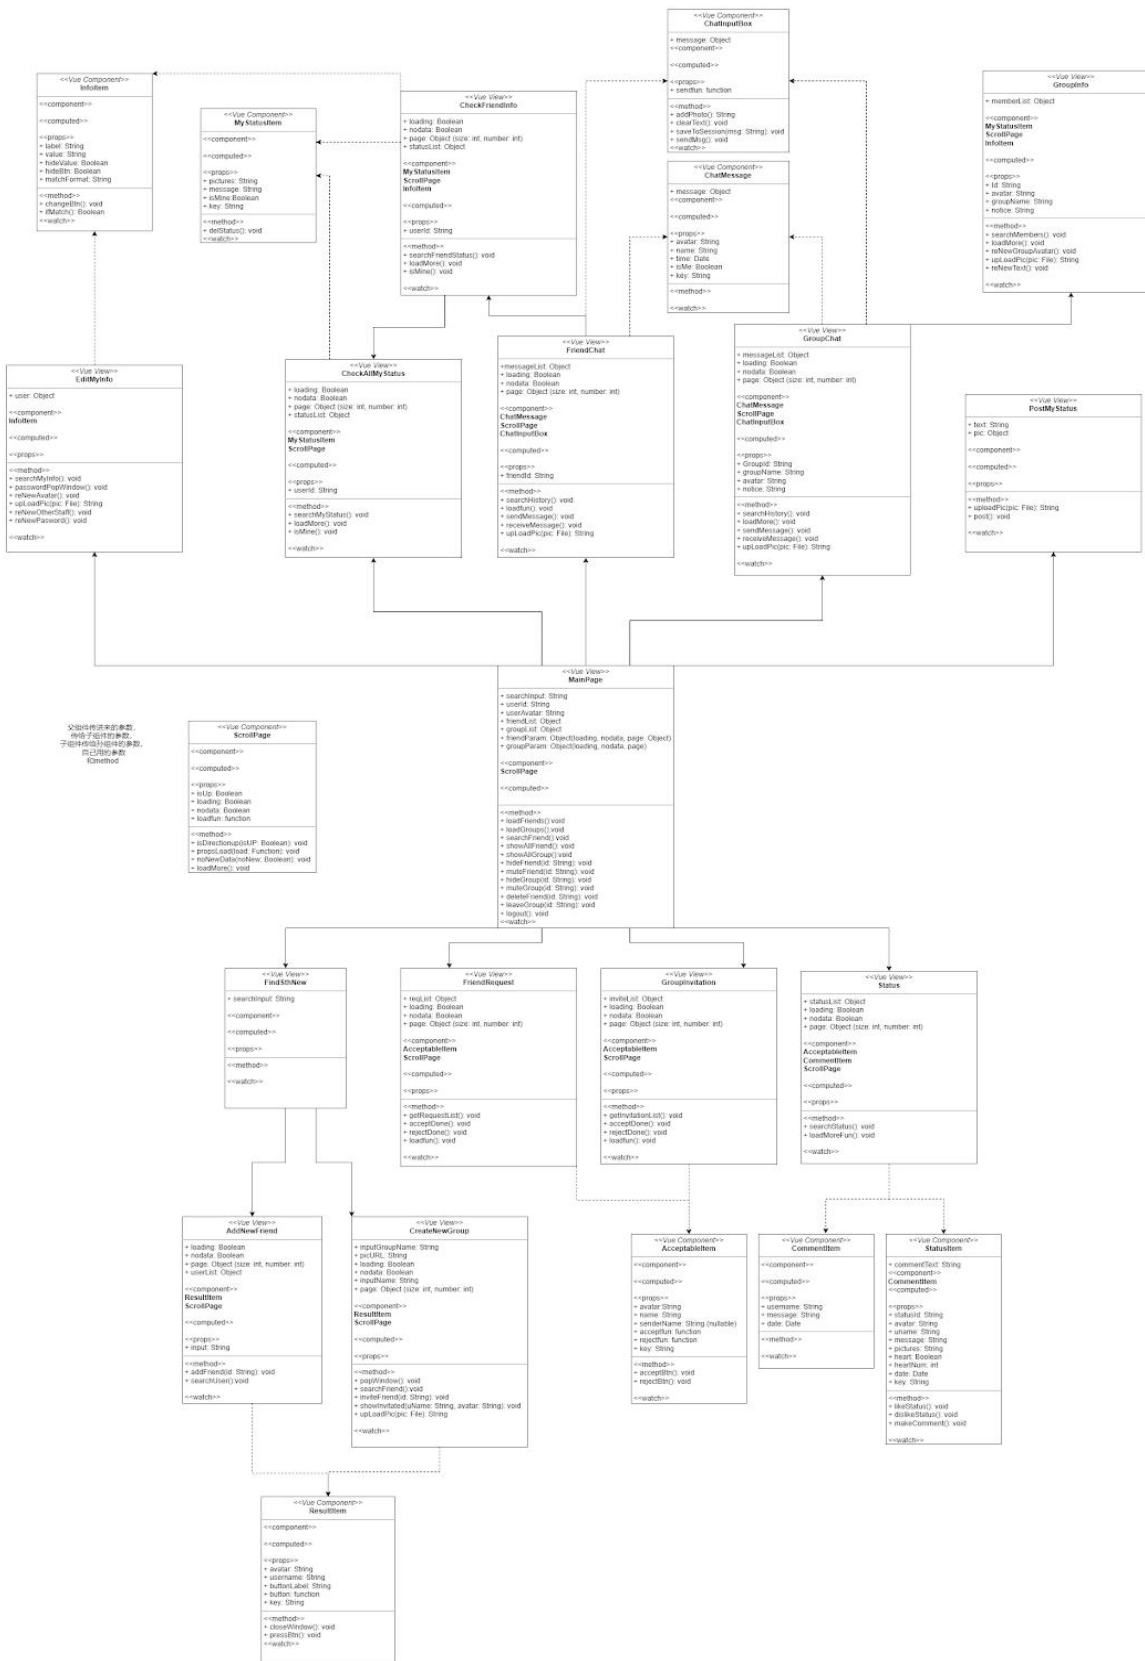 <<Vue Component>>
ChatInputBox
+ message: Object
<<component>>
<<computed>>
<<props>>
+ sendfun: function
<<method>>
+ addPhoto(): String
+ clearText(): void
+ saveToSession(msg: String): void
+ sendMsg(): void
<<watch>>
<<Vue Component>>
InfoItem
<<component>>
<<computed>>
<<props>>
+ label: String
+ value: String
+ hideValue: Boolean
+ hideBtn: Boolean
+ matchFormat: String
<<method>>
+ changeBtn(): void
+ ifMatch(): Boolean
<<watch>>
<<Vue Component>>
MyStatusItem
<<component>>
<<computed>>
<<props>>
+ pictures: String
+ message: String
+ isMine:Boolean
+ key: String
<<method>>
+ delStatus(): void
<<watch>>
<<Vue View>>
CheckFriendInfo
+ loading: Boolean
+ nodata: Boolean
+ page: Object (size: int, number: int)
+ statusList: Object
<<component>>
MyStatusItem
ScrollPage
InfoItem
<<computed>>
<<props>>
+ userId: String
<<method>>
+ searchFriendStatus(): void
+ loadMore(): void
+ isMine(): void
<<watch>>
<<Vue View>>
GroupInfo
+ memberList: Object
<<component>>
MyStatusItem
ScrollPage
InfoItem
<<computed>>
<<props>>
+ Id: String
+ avatar: String
+ groupName: String
+ notice: String
<<method>>
+ searchMembers(): void
+ loadMore(): void
+ reNewGroupAvatar(): void
+ upLoadPic(pic: File): String
+ reNewText(): void
<<watch>>
<<Vue Component>>
ChatMessage
+ message: Object
<<component>>
<<computed>>
<<props>>
+ avatar: String
+ name: String
+ time: Date
+ isMe: Boolean
+ key: String
<<method>>
<<watch>>
<<Vue View>>
EditMyInfo
+ user: Object
<<component>>
InfoItem
<<computed>>
<<props>>
<<method>>
+ searchMyInfo(): void
+ passwordPopWindow(): void
+ reNewAvatar(): void
+ upLoadPic(pic: File): String
+ reNewOtherStaff(): void
+ reNewPasword(): void
<<watch>>
<<Vue View>>
CheckAllMyStatus
+ loading: Boolean
+ nodata: Boolean
+ page: Object (size: int, number: int)
+ statusList: Object
<<component>>
MyStatusItem
ScrollPage
<<computed>>
<<props>>
+ userId: String
<<method>>
+ searchMyStatus(): void
+ loadMore(): void
+ isMine(): void
<<watch>>
<<Vue View>>
FriendChat
+messageList: Object
+ loading: Boolean
+ nodata: Boolean
+ page: Object (size: int, number: int)
<<component>>
ChatMessage
ScrollPage
ChatInputBox
<<computed>>
<<props>>
+ friendId: String
<<method>>
+ searchHistory(): void
+ loadfun(): void
+ sendMessage(): void
+ receiveMessage(): void
+ upLoadPic(pic: File): String
<<watch>>
<<Vue View>>
GroupChat
+ messageList: Object
+ loading: Boolean
+ nodata: Boolean
+ page: Object (size: int, number: int)
<<component>>
ChatMessage
ScrollPage
ChatInputBox
<<computed>>
<<props>>
+ GroupId: String
+ groupName: String
+ avatar: String
+ notice: String
<<method>>
+ searchHistory(): void
+ loadMore(): void
+ sendMessage(): void
+ receiveMessage(): void
+ upLoadPic(pic: File): String
<<watch>>
<<Vue View>>
PostMyStatus
+ text: String
+ pic: Object
<<component>>
<<computed>>
<<props>>
<<method>>
+ uploadPic(pic: File): String
+ post(): void
<<watch>>
<<Vue View>>
MainPage
+ searchInput: String
+ userId: String
+ userAvatar: String
+ friendList: Object
+ groupList: Object
+ friendParam: Object(loading, nodata, page: Object)
+ groupParam: Object(loading, nodata, page)
<<component>>
ScrollPage
<<computed>>
<<method>>
+ loadFriends():void
+ loadGroups():void
+ searchFriend():void
+ showAllFriend(): void
+ showAllGroup():void
+ hideFriend(id: String): void
+ muteFriend(id: String): void
+ hideGroup(id: String): void
+ muteGroup(id: String): void
+ deleteFriend(id: String): void
+ leaveGroup(id: String): void
+ logout(): void
<<watch>>
父组件传进来的参数,
传给子组件的参数,
子组件传给孙组件的参数,
自己用的参数
和method
<<Vue Component>>
ScrollPage
<<component>>
<<computed>>
<<props>>
+ isUp: Boolean
+ loading: Boolean
+ nodata: Boolean
+ loadfun: function
<<method>>
+ isDirectionup(isUP: Boolean): void
+ propsLoad(load: Function): void
+ noNewData(noNew: Boolean): void
+ loadMore(): void
<<Vue View>>
FindSthNew
+ searchInput: String
<<component>>
<<computed>>
<<props>>
<<method>>
<<watch>>
<<Vue View>>
FriendRequest
+ reqList: Object
+ loading: Boolean
+ nodata: Boolean
+ page: Object (size: int, number: int)
<<component>>
AcceptableItem
ScrollPage
<<computed>>
<<props>>
<<method>>
+ getRequestList(): void
+ acceptDone(): void
+ rejectDone(): void
+ loadfun(): void
<<watch>>
<<Vue View>>
GroupInvitation
+ inviteList: Object
+ loading: Boolean
+ nodata: Boolean
+ page: Object (size: int, number: int)
<<component>>
AcceptableItem
ScrollPage
<<computed>>
<<props>>
<<method>>
+ getInvitationList(): void
+ acceptDone(): void
+ rejectDone(): void
+ loadfun(): void
<<watch>>
<<Vue View>>
Status
+ statusList: Object
+ loading: Boolean
+ nodata: Boolean
+ page: Object (size: int, number: int)
<<component>>
AcceptableItem
CommentItem
ScrollPage
<<computed>>
<<props>>
<<method>>
+ searchStatus(): void
+ loadMoreFun(): void
<<watch>>
<<Vue View>>
AddNewFriend
+ loading: Boolean
+ nodata: Boolean
+ page: Object (size: int, number: int)
+ userList: Object
<<component>>
ResultItem
ScrollPage
<<computed>>
<<props>>
+ input: String
<<method>>
+ addFriend(id: String): void
+ searchUser():void
<<watch>>
<<Vue View>>
CreateNewGroup
+ inputGroupName: String
+ picURL: String
+ loading: Boolean
+ nodata: Boolean
+ inputName: String
+ page: Object (size: int, number: int)
<<component>>
ResultItem
ScrollPage
<<computed>>
<<props>>
<<method>>
+ popWindow(): void
+ searchFriend():void
+ inviteFriend(id: String): void
+ showInvitated(uName: String, avatar: String): void
+ upLoadPic(pic: File): String
<<watch>>
<<Vue Component>>
AcceptableItem
<<component>>
<<computed>>
<<props>>
+ avatar:String
+ name: String
+ senderName: String (nullable)
+ acceptfun: function
+ rejectfun: function
+ key: String
<<method>>
+ acceptBtn(): void
+ rejectBtn(): void
<<watch>>
<<Vue Component>>
CommentItem
<<component>>
<<computed>>
<<props>>
+ username: String
+ message: String
+ date: Date
<<method>>
<<watch>>
<<Vue Component>>
StatusItem
+ commentText: String
<<component>>
CommentItem
<<computed>>
<<props>>
+ statusId: String
+ avatar: String
+ uname: String
+ message: String
+ pictures: String
+ heart: Boolean
+ heartNum: int
+ date: Date
+ key: String
<<method>>
+ likeStatus(): void
+ dislikeStatus(): void
+ makeComment(): void
<<watch>>
<<Vue Component>>
ResultItem
<<component>>
<<computed>>
<<props>>
+ avatar: String
+ username: String
+ buttonLabel: String
+ button: function
+ key: String
<<method>>
+ closeWindow(): void
+ pressBtn(): void
<<watch>>